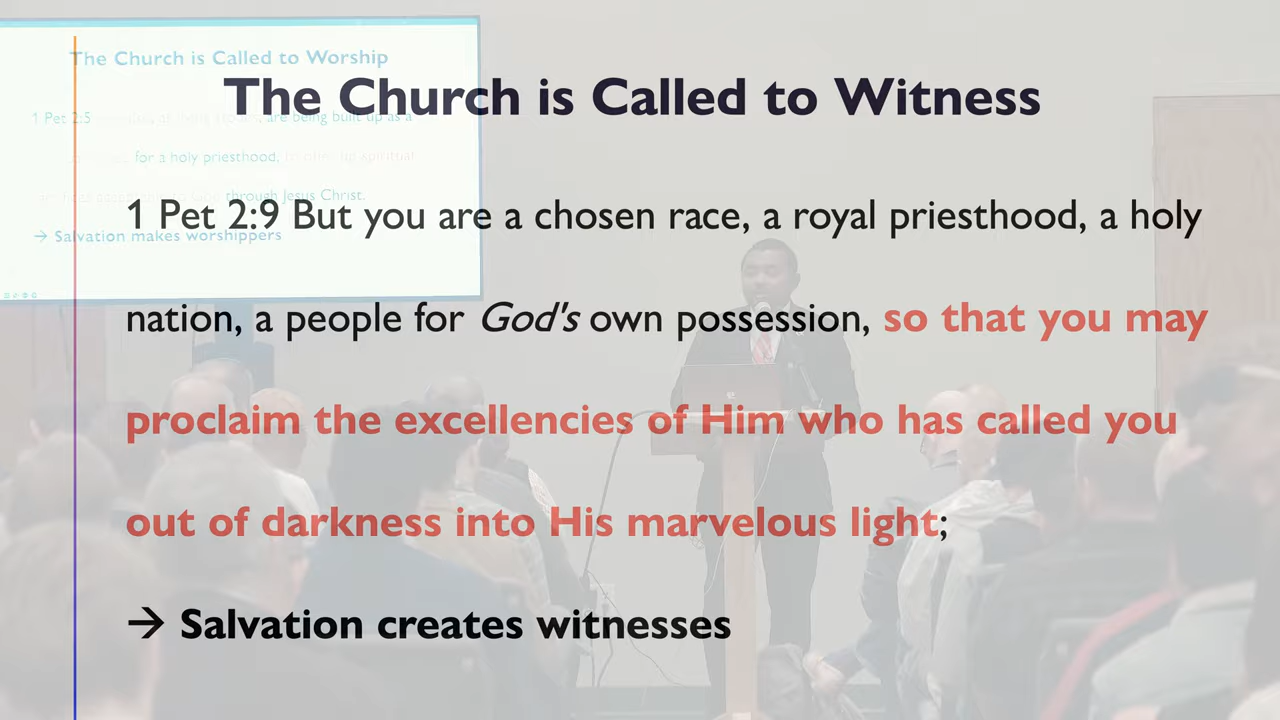 The Church is Called to Witness
1 Pet 2:9 But you are a chosen race, a royal priesthood, a holy
nation, a people for God's own possession, so that you may
proclaim the excellencies of Him who has called you
out of darkness into His marvelous light;
→ Salvation creates witnesses
The Church is Called to Worship
1 Pet 2:5 are being built up as a
for a holy priesthood, spiritual
through Jesus Christ.
→ Salvation makes worshippers